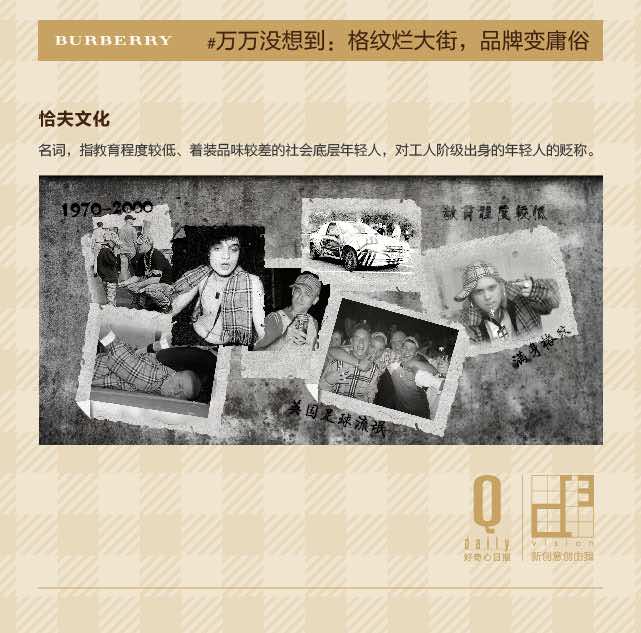 BURBERRY
#万万没想到：格纹烂大街，品牌变庸俗
恰夫文化
名词，指教育程度较低、着装品味较差的社会底层年轻人，对工人阶级出身的年轻人的贬称。
1970-2000
教育程度较低
满身格纹
英国足球流氓
Q
daily
好奇心日报
d3
vision
新创意创由我